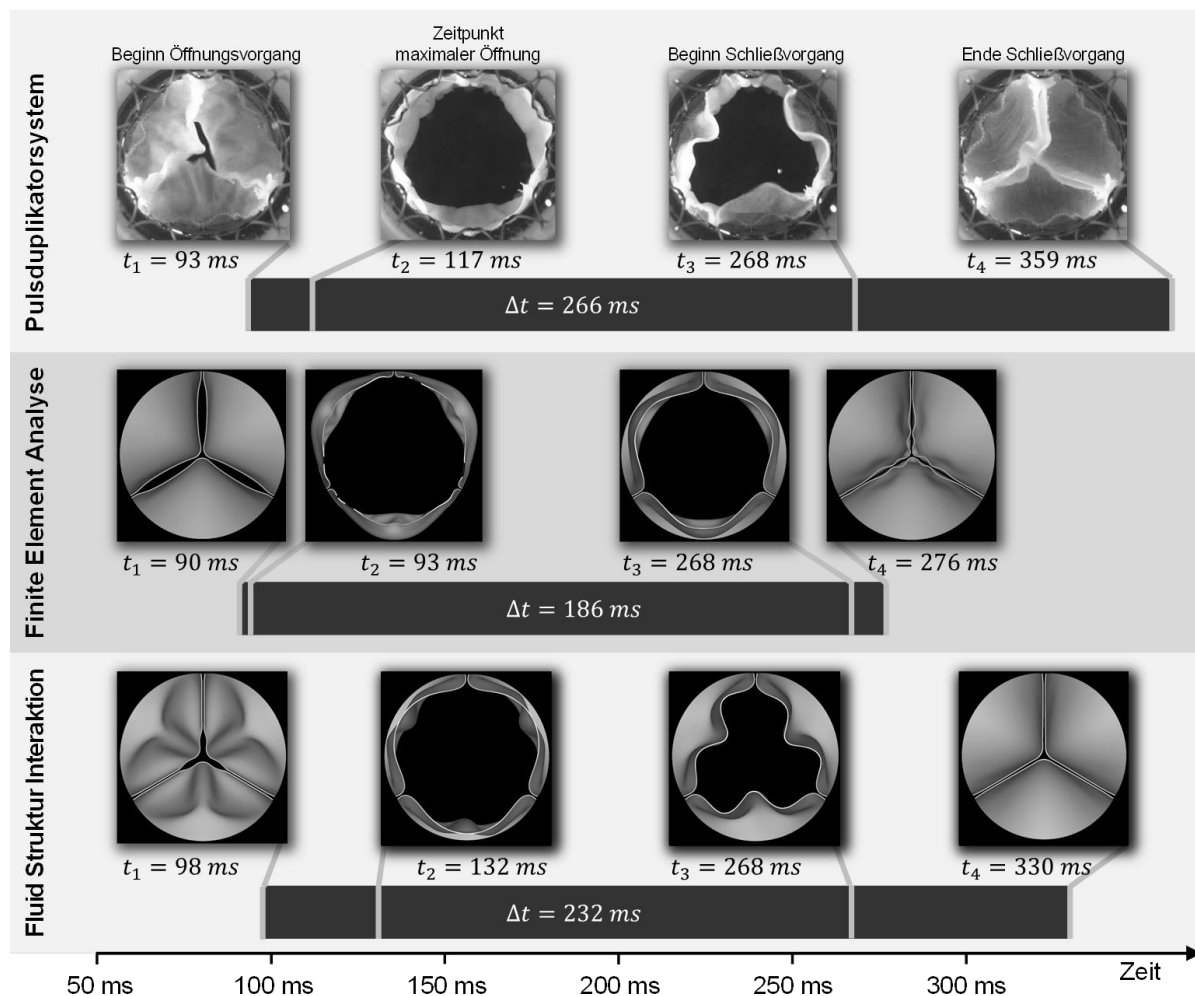 Pulsduplikatorsystem
Beginn Öffnungsvorgang
Zeitpunkt
maximaler Öffnung
Beginn Schließvorgang
Ende Schließvorgang
t₁ = 93 ms
t₂ = 117 ms
t₃ = 268 ms
t₄ = 359 ms
Δt = 266 ms
Finite Element Analyse
t₁ = 90 ms
t₂ = 93 ms
t₃ = 268 ms
t₄ = 276 ms
Δt = 186 ms
Fluid Struktur Interaktion
t₁ = 98 ms
t₂ = 132 ms
t₃ = 268 ms
t₄ = 330 ms
Δt = 232 ms
50 ms
100 ms
150 ms
200 ms
250 ms
300 ms
Zeit